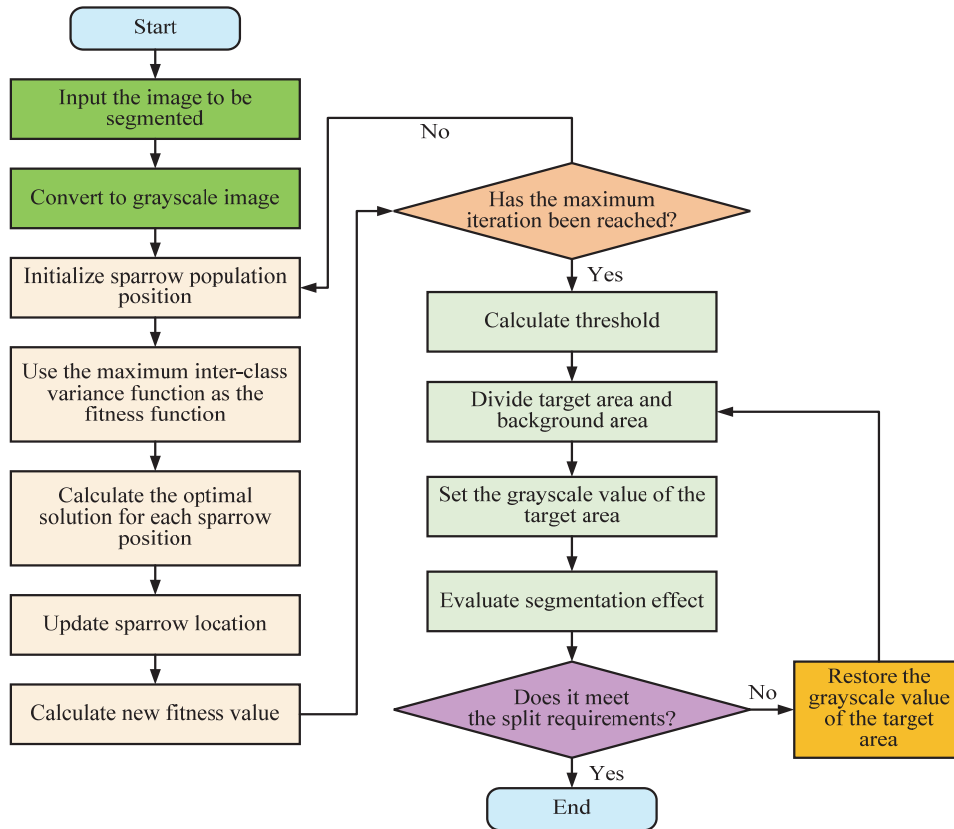 Start
Input the image to be
segmented
Convert to grayscale image
Initialize sparrow population
position
Use the maximum inter-class
variance function as the
fitness function
Calculate the optimal
solution for each sparrow
position
Update sparrow location
Calculate new fitness value
No
Has the maximum
iteration been reached?
Yes
Calculate threshold
Divide target area and
background area
Set the grayscale value of the
target area
Evaluate segmentation effect
Does it meet
the split requirements?
No
Restore the
grayscale value
of the target
area
Yes
End